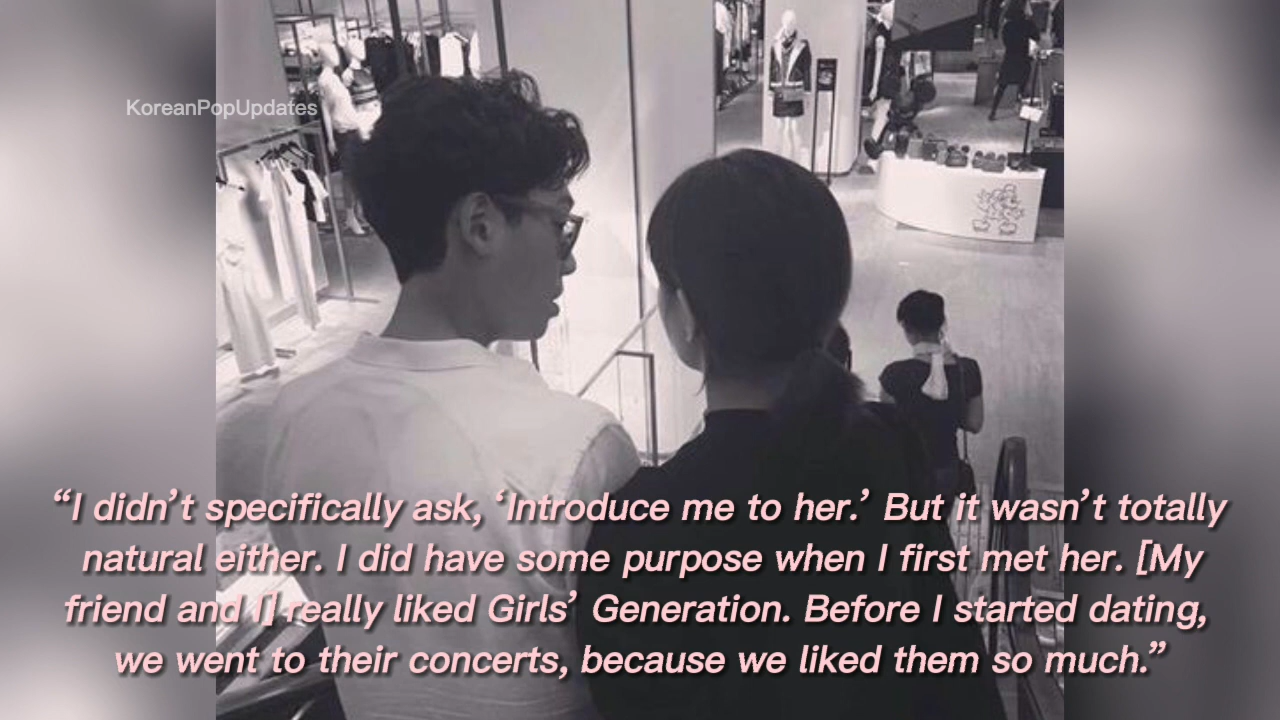 KoreanPopUpdates
“I didn’t specifically ask, ‘Introduce me to her.’ But it wasn’t totally
natural either. I did have some purpose when I first met her. [My
friend and I] really liked Girls’ Generation. Before I started dating,
we went to their concerts, because we liked them so much.”